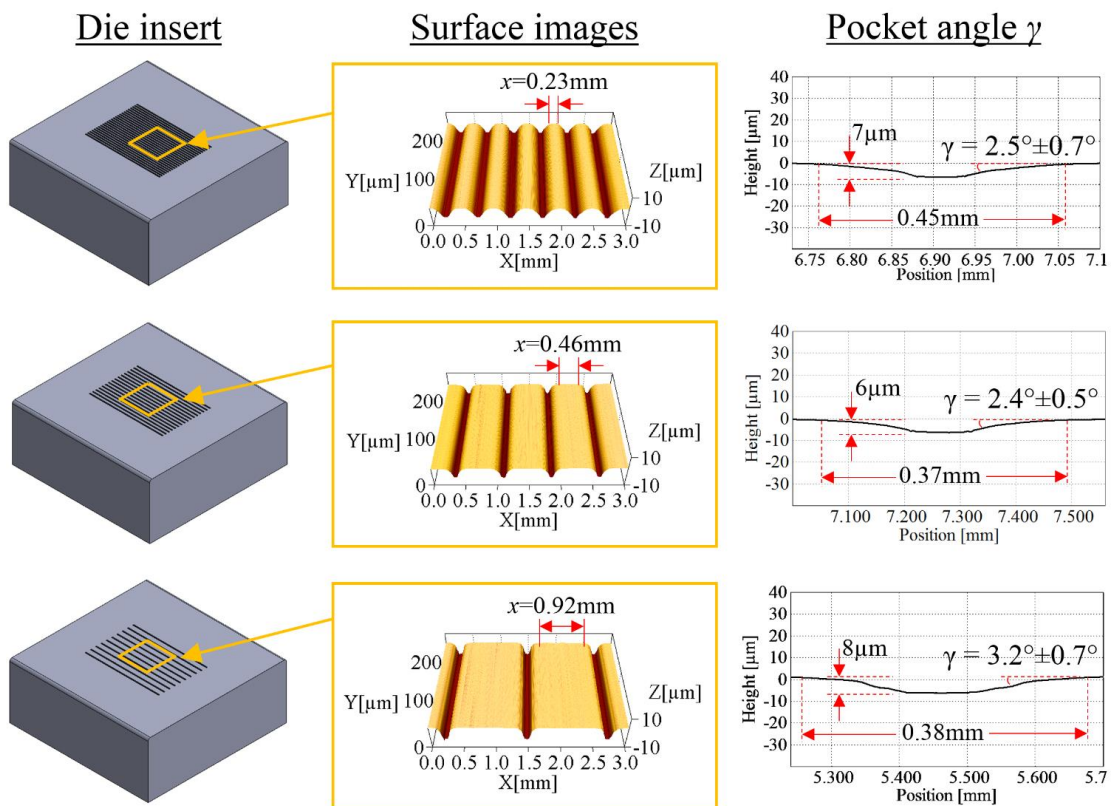 Die insert
Surface images
Pocket angle γ
x=0.23mm
200
Y[µm] 100
0
Z[µm]
10
-10
0.0 0.5 1.0 1.5 2.0 2.5 3.0
X[mm]
40
30
20
10
0
-10
-20
-30
Height [µm]
7µm
γ = 2.5°±0.7°
0.45mm
6.75 6.80 6.85 6.90 6.95 7.00 7.05 7.1
Position [mm]
x=0.46mm
200
Y[µm] 100
0
Z[µm]
10
-10
0.0 0.5 1.0 1.5 2.0 2.5 3.0
X[mm]
40
30
20
10
0
-10
-20
-30
Height [µm]
6µm
γ = 2.4°±0.5°
0.37mm
7.100 7.200 7.300 7.400 7.500
Position [mm]
x=0.92mm
200
Y[µm] 100
0
Z[µm]
10
-10
0.0 0.5 1.0 1.5 2.0 2.5 3.0
X[mm]
40
30
20
10
0
-10
-20
-30
Height [µm]
8µm
γ = 3.2°±0.7°
0.38mm
5.300 5.400 5.500 5.600 5.7
Position [mm]